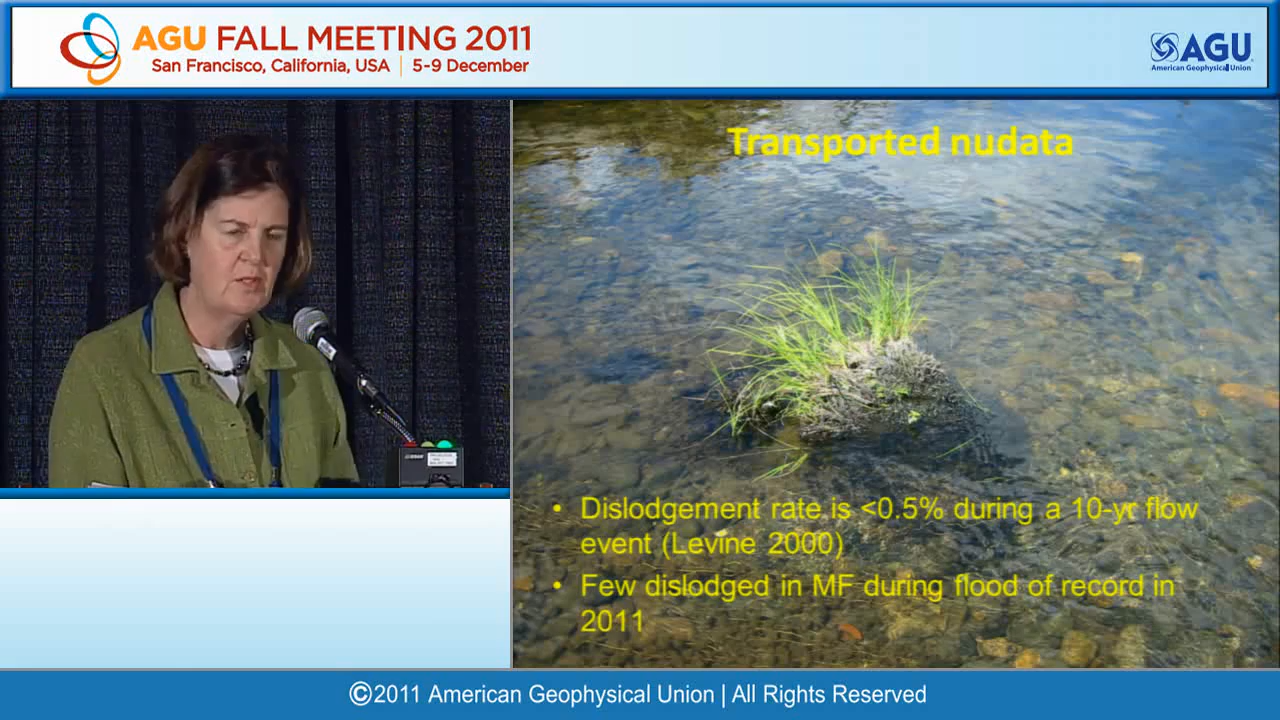 AGU FALL MEETING 2011
San Francisco, California, USA | 5-9 December
AGU
American Geophysical Union
Transported nudata
• Dislodgement rate is <0.5% during a 10-yr flow
event (Levine 2000)
• Few dislodged in MF during flood of record in
2011
©2011 American Geophysical Union | All Rights Reserved